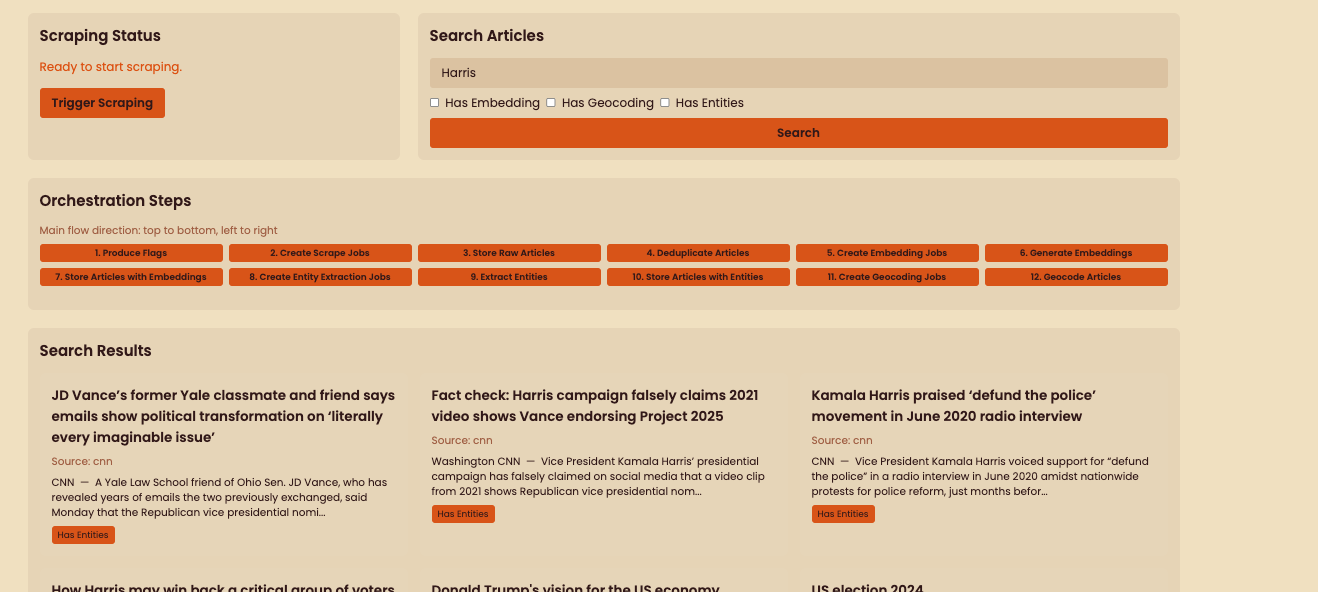 Scraping Status
Ready to start scraping.
Trigger Scraping
Search Articles
Harris
Has Embedding
Has Geocoding
Has Entities
Search
Orchestration Steps
Main flow direction: top to bottom, left to right
1. Produce Flags
2. Create Scrape Jobs
3. Store Raw Articles
4. Deduplicate Articles
5. Create Embedding Jobs
6. Generate Embeddings
7. Store Articles with Embeddings
8. Create Entity Extraction Jobs
9. Extract Entities
10. Store Articles with Entities
11. Create Geocoding Jobs
12. Geocode Articles
Search Results
JD Vance’s former Yale classmate and friend says
emails show political transformation on ‘literally
every imaginable issue’
Source: cnn
CNN — A Yale Law School friend of Ohio Sen. JD Vance, who has
revealed years of emails the two previously exchanged, said
Monday that the Republican vice presidential nomi...
Has Entities
Fact check: Harris campaign falsely claims 2021
video shows Vance endorsing Project 2025
Source: cnn
Washington CNN — Vice President Kamala Harris’ presidential
campaign has falsely claimed on social media that a video clip
from 2021 shows Republican vice presidential nom...
Has Entities
Kamala Harris praised ‘defund the police’
movement in June 2020 radio interview
Source: cnn
CNN — Vice President Kamala Harris voiced support for “defund
the police” in a radio interview in June 2020 amidst nationwide
protests for police reform, just months befor...
Has Entities
How Harris may win back a critical group of voters
Donald Trump's vision for the US economy
US election 2024